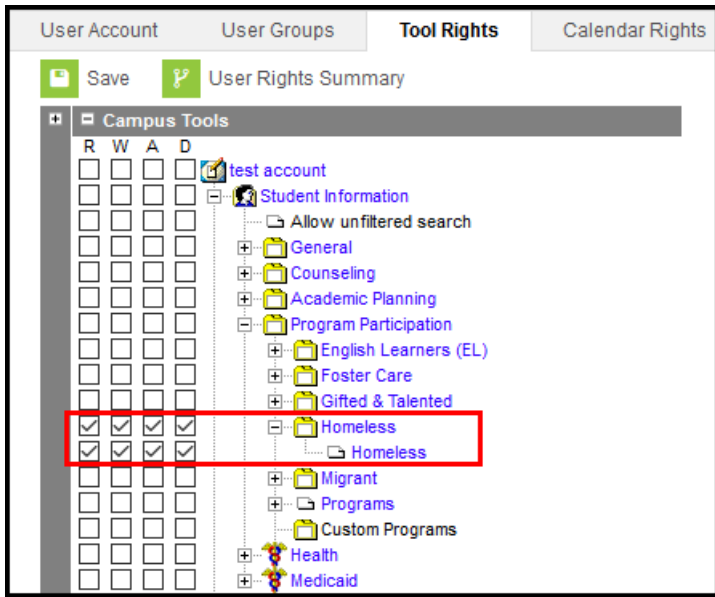 User Account User Groups Tool Rights Calendar Rights
Save User Rights Summary
Campus Tools
R W A D
test account
Student Information
Allow unfiltered search
General
Counseling
Academic Planning
Program Participation
English Learners (EL)
Foster Care
Gifted & Talented
Homeless
Homeless
Migrant
Programs
Custom Programs
Health
Medicaid